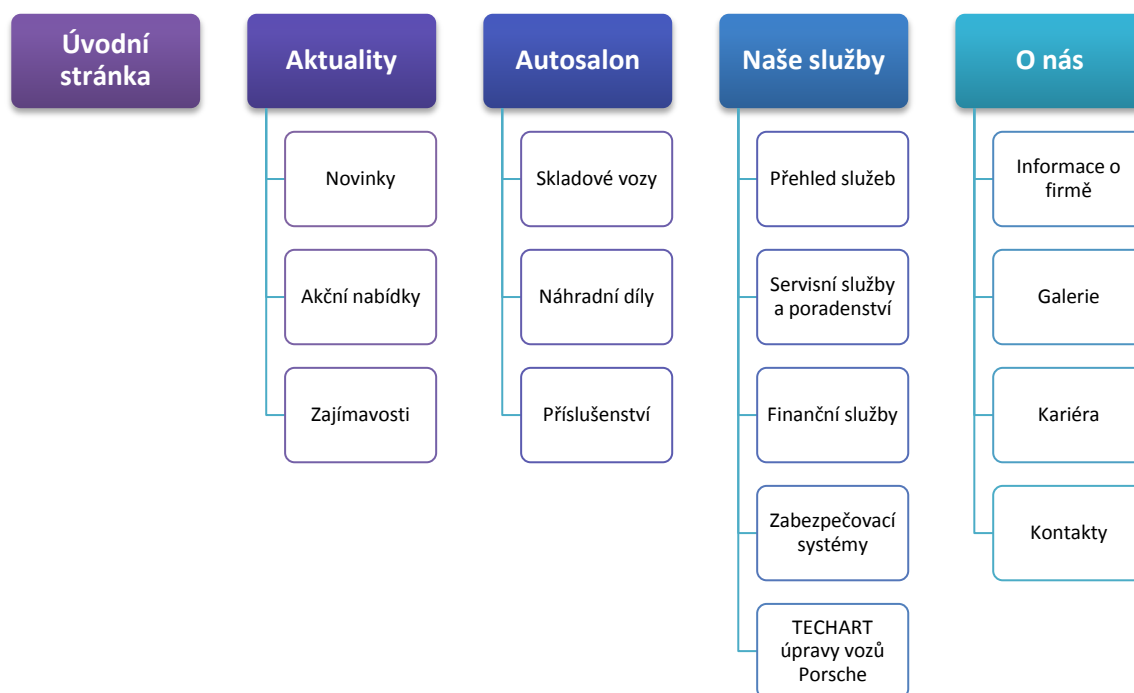 Úvodní
stránka
Aktuality
Novinky
Akční nabídky
Zajímavosti
Autosalon
Skladové vozy
Náhradní díly
Příslušenství
Naše služby
Přehled služeb
Servisní služby
a poradenství
Finanční služby
Zabezpečovací
systémy
TECHART
úpravy vozů
Porsche
O nás
Informace o
firmě
Galerie
Kariéra
Kontakty